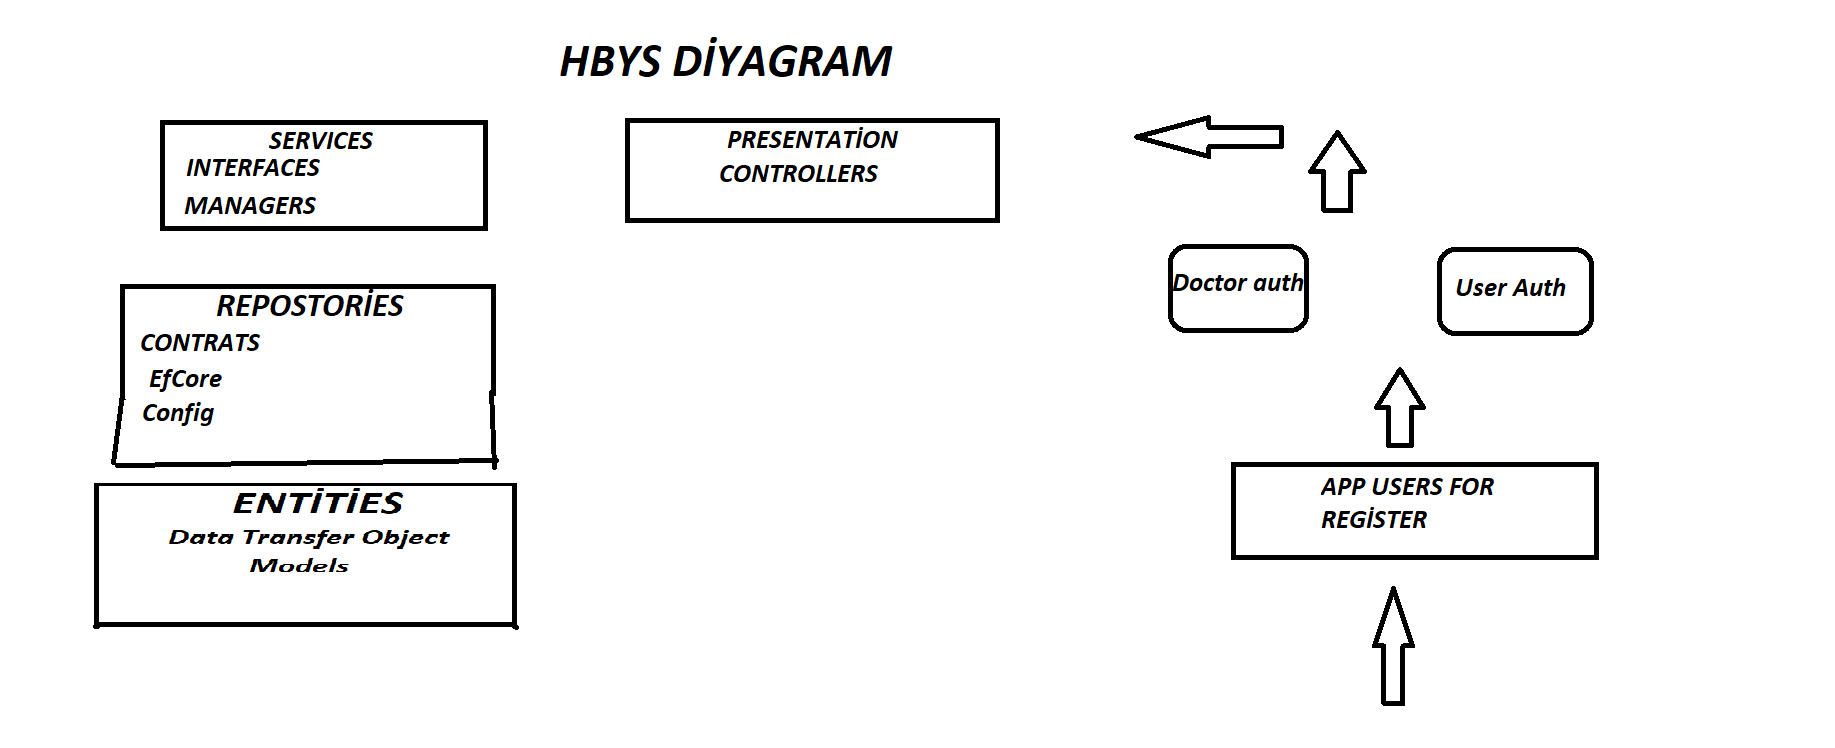 HBYS DİYAGRAM
SERVICES
INTERFACES
MANAGERS
PRESENTATİON
CONTROLLERS
REPOSTORİES
CONTRATS
EfCore
Config
ENTİTİES
Data Transfer Object
Models
Doctor auth
User Auth
APP USERS FOR
REGİSTER